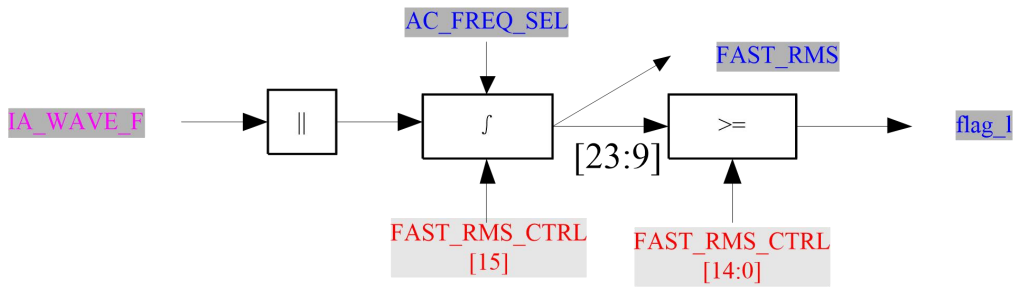 AC_FREQ_SEL
FAST_RMS
IA_WAVE_F
||
∫
>=
flag_1
[23:9]
FAST_RMS_CTRL
[15]
FAST_RMS_CTRL
[14:0]